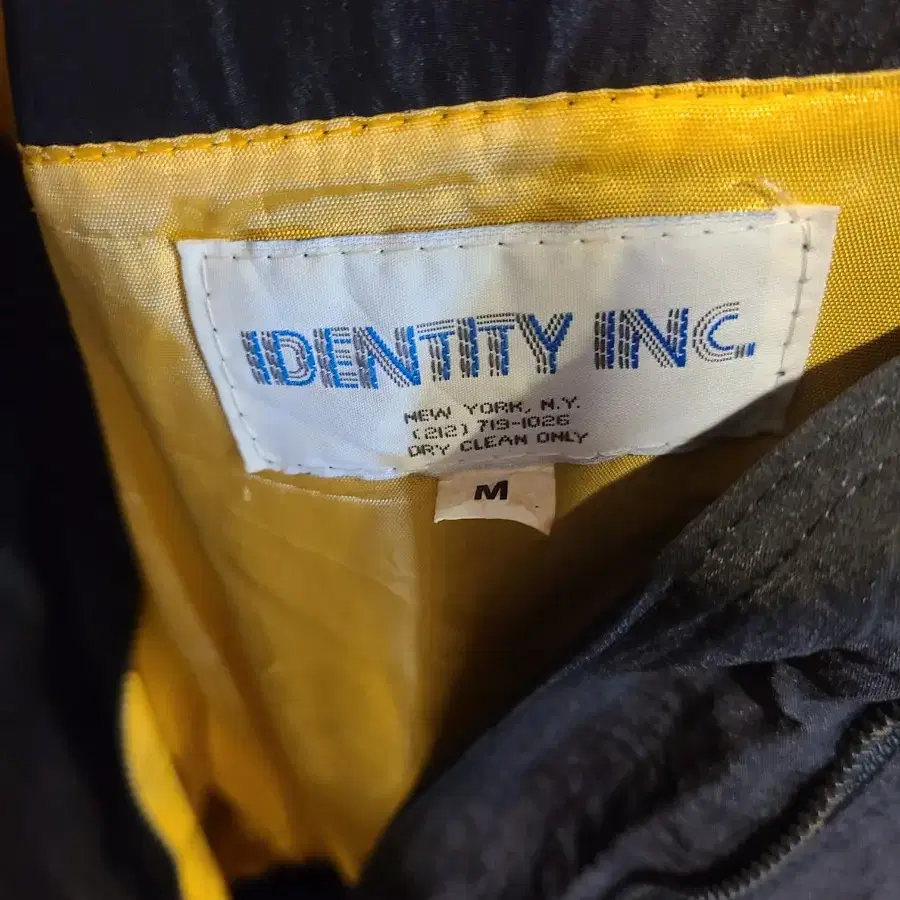 IDENTITY INC.
NEW YORK, N.Y.
(212) 719-1026
DRY CLEAN ONLY
M